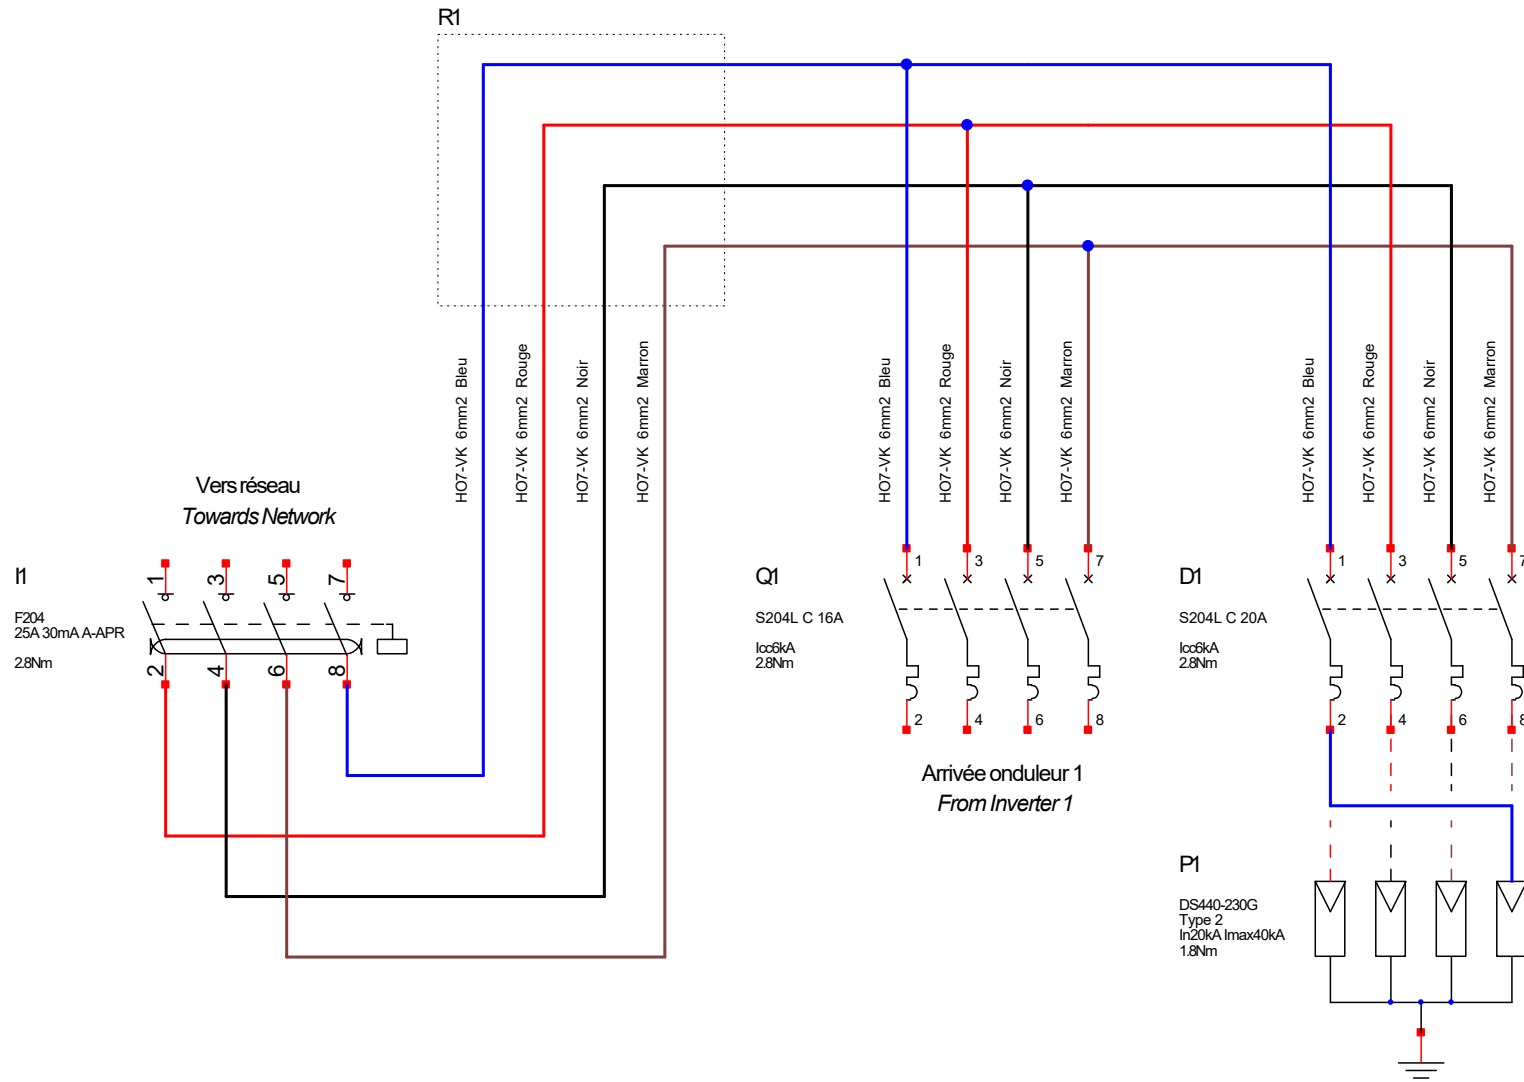 R1
HO7-VK 6mm2 Bleu
HO7-VK 6mm2 Rouge
HO7-VK 6mm2 Noir
HO7-VK 6mm2 Marron
HO7-VK 6mm2 Bleu
HO7-VK 6mm2 Rouge
HO7-VK 6mm2 Noir
HO7-VK 6mm2 Marron
HO7-VK 6mm2 Bleu
HO7-VK 6mm2 Rouge
HO7-VK 6mm2 Noir
HO7-VK 6mm2 Marron
Vers réseau
Towards Network
I1
F204
25A 30mA A-APR
2.8Nm
1 3 5 7
2 4 6 8
Q1
S204L C 16A
Icc6kA
2.8Nm
1 3 5 7
2 4 6 8
Arrivée onduleur 1
From Inverter 1
D1
S204L C 20A
Icc6kA
2.8Nm
1 3 5 7
2 4 6 8
P1
DS440-230G
Type 2
In20kA Imax40kA
1.8Nm